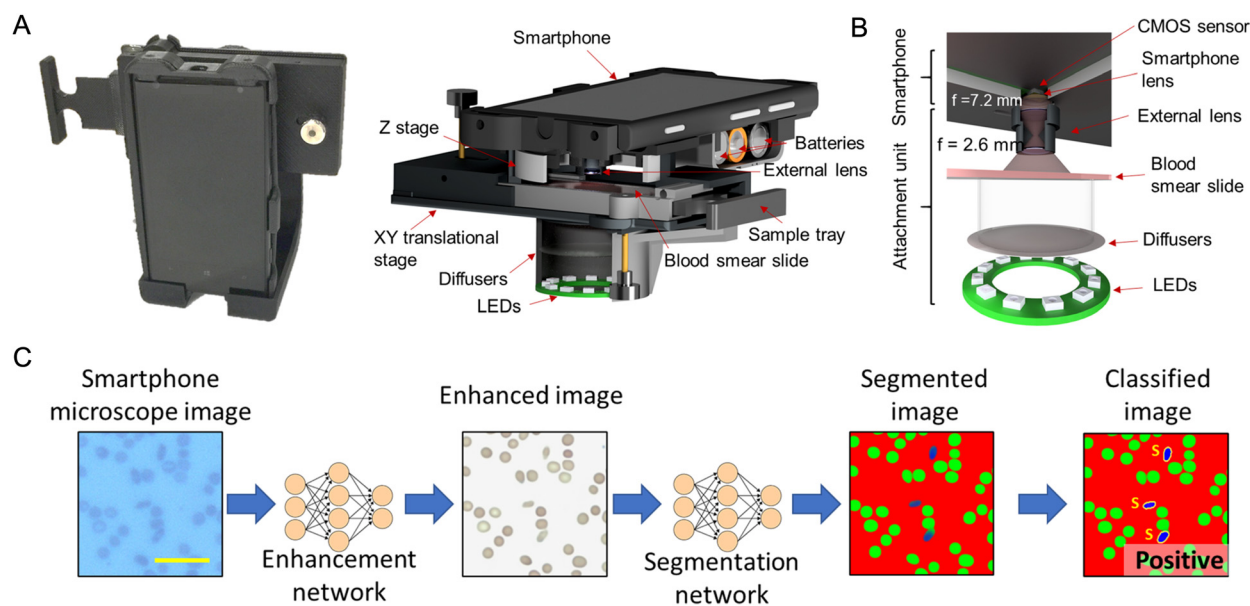 A
Smartphone
Z stage
Batteries
External lens
XY translational
stage
Sample tray
Blood smear slide
Diffusers
LEDs
B
CMOS sensor
Smartphone
lens
Smartphone
f =7.2 mm
External lens
f = 2.6 mm
Attachment unit
Blood
smear slide
Diffusers
LEDs
C
Smartphone
microscope image
Enhancement
network
Enhanced image
Segmentation
network
Segmented
image
Classified
image
S
S
S
Positive